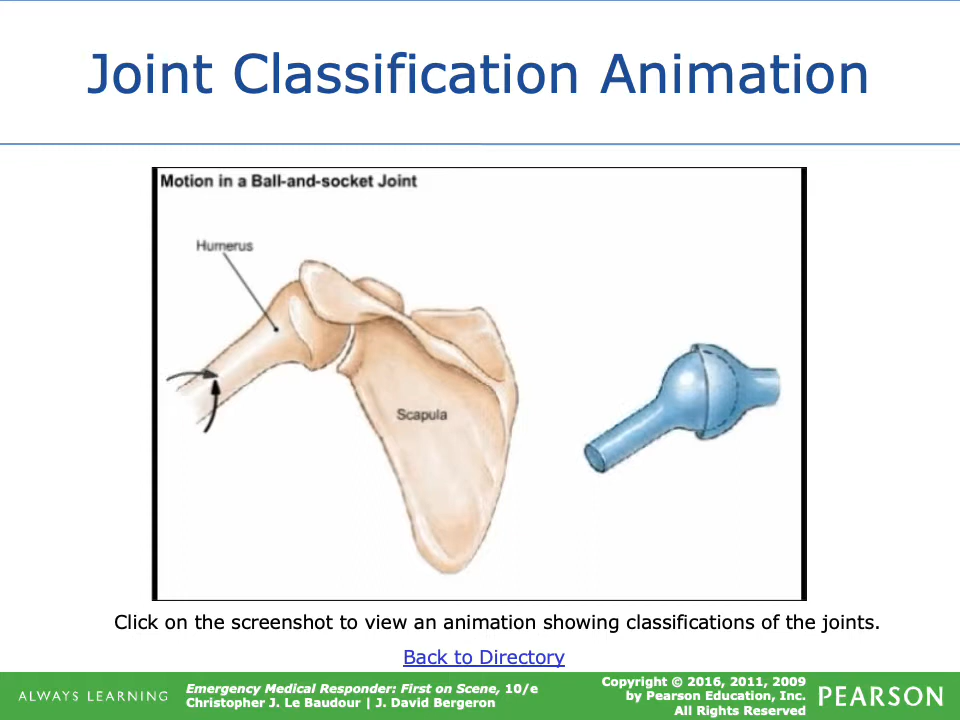 Joint Classification Animation
Motion in a Ball-and-socket Joint
Humerus
Scapula
Click on the screenshot to view an animation showing classifications of the joints.
Back to Directory
ALWAYS LEARNING
Emergency Medical Responder: First on Scene, 10/e
Christopher J. Le Baudour | J. David Bergeron
Copyright © 2016, 2011, 2009
by Pearson Education, Inc.
All Rights Reserved
PEARSON